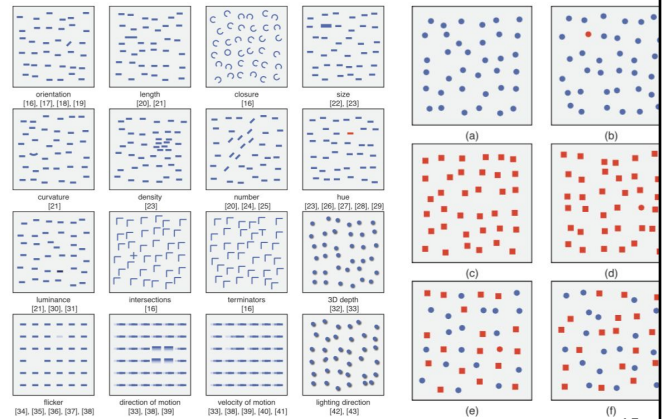 orientation
[16], [17], [18], [19]
length
[20], [21]
closure
[16]
size
[22], [23]
curvature
[21]
density
[23]
number
[20], [24], [25]
hue
[23], [26], [27], [28], [29]
luminance
[21], [30], [31]
intersections
[16]
terminators
[16]
3D depth
[32], [33]
flicker
[34], [35], [36], [37], [38]
direction of motion
[33], [38], [39]
velocity of motion
[33], [38], [39], [40], [41]
lighting direction
[42], [43]
(a)
(b)
(c)
(d)
(e)
(f)